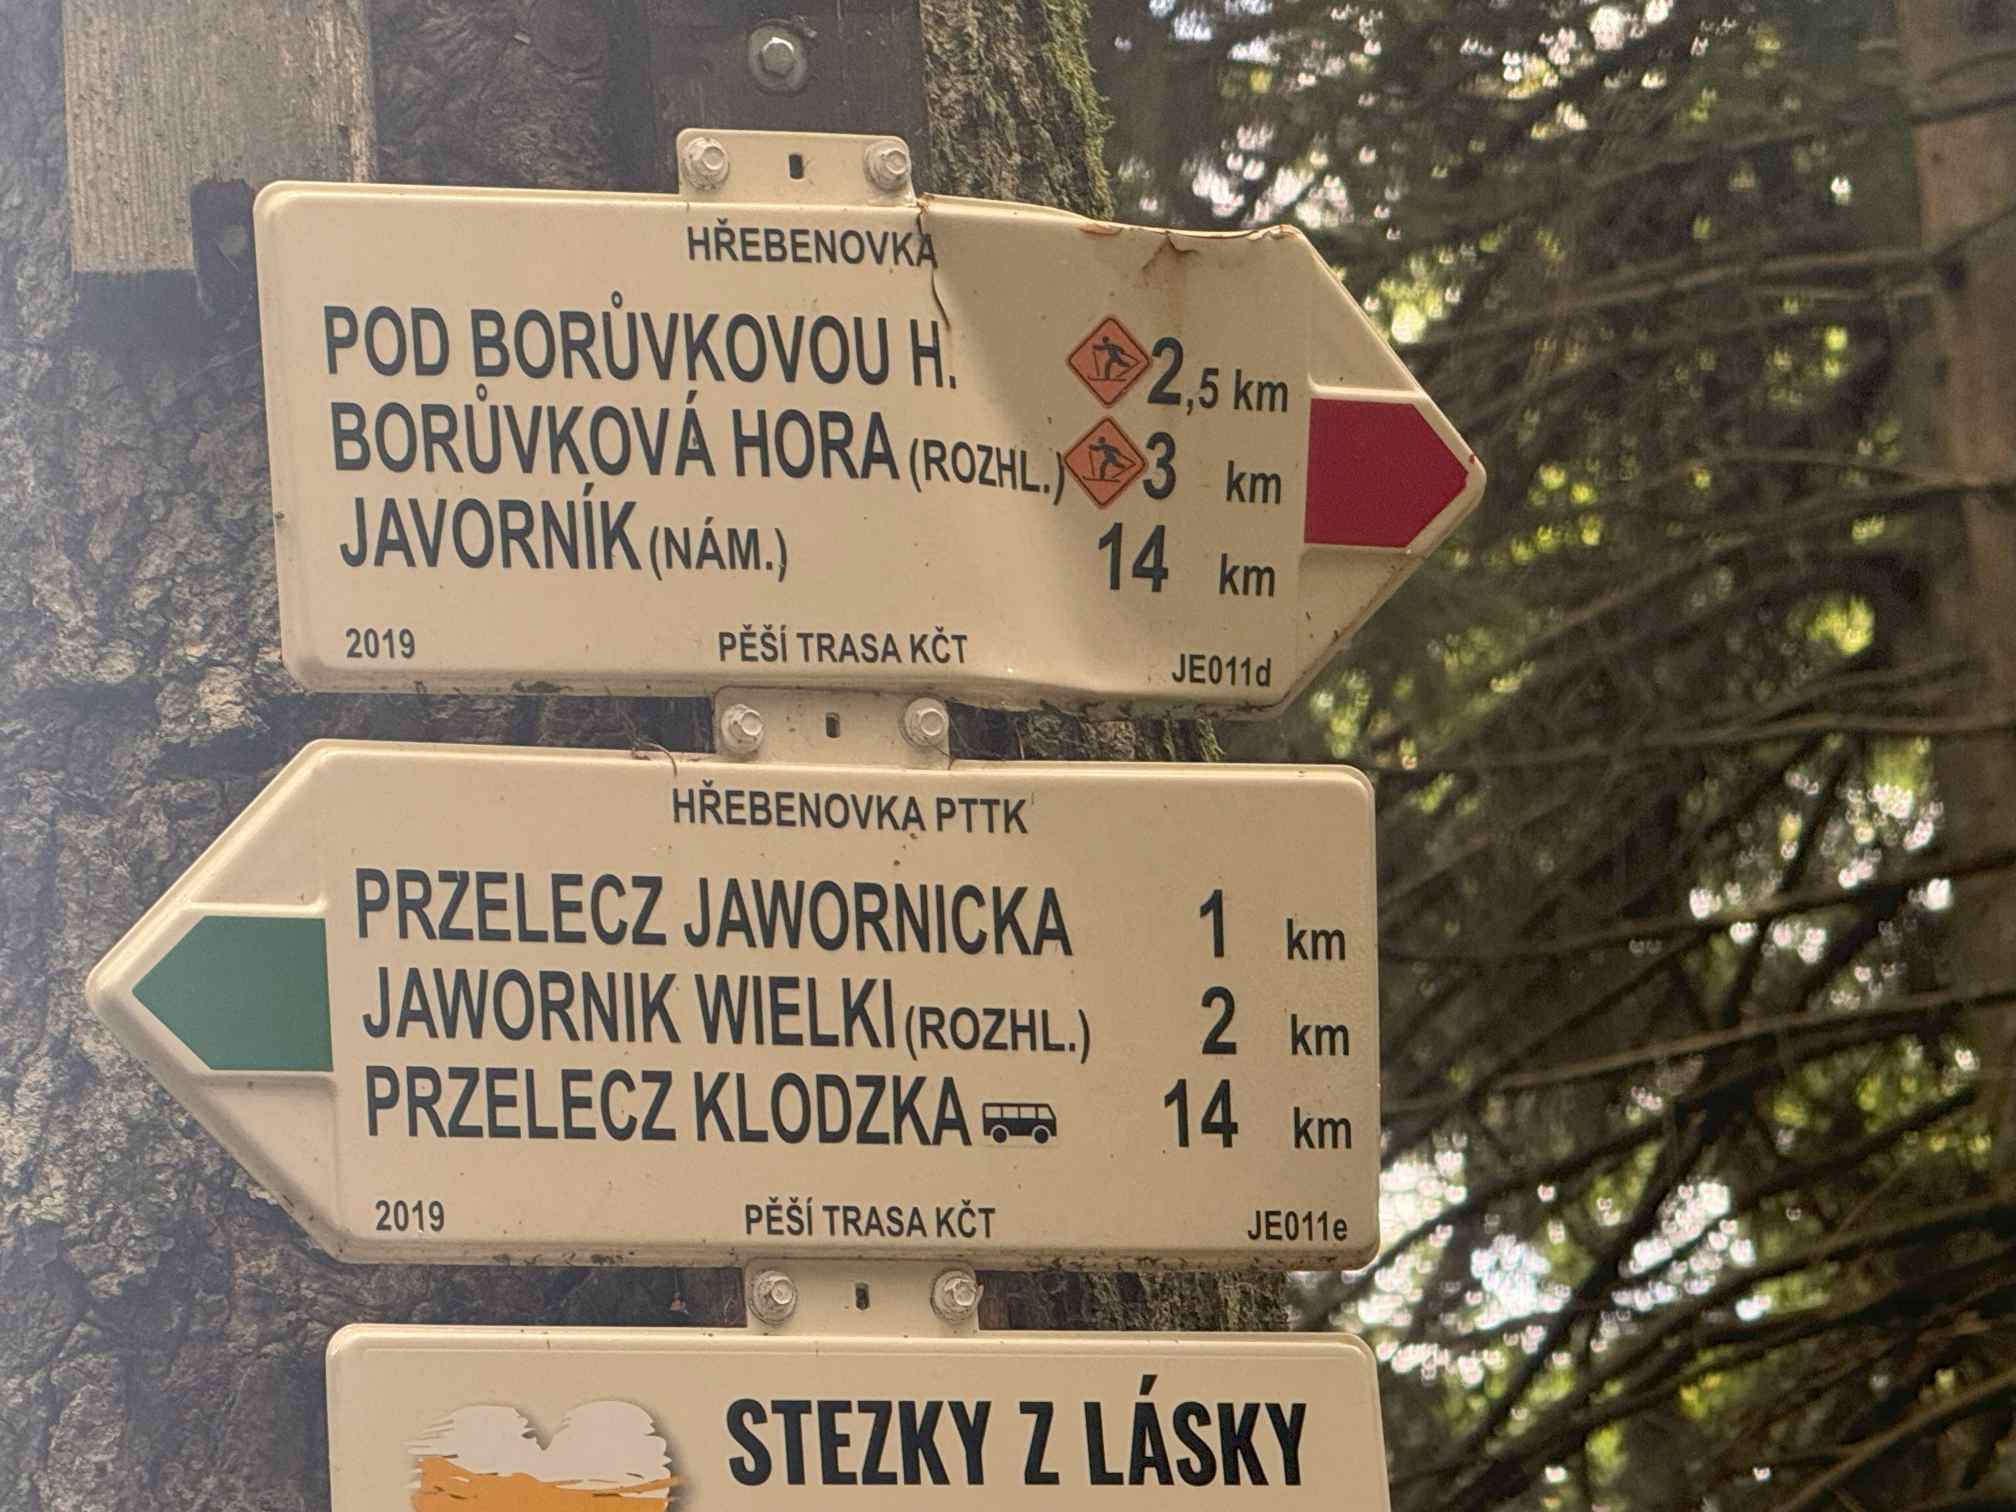 HŘEBENOVKA
POD BORŮVKOVOU H. 2,5 km
BORŮVKOVÁ HORA (ROZHL.) 3 km
JAVORNÍK (NÁM.) 14 km
2019 PĚŠÍ TRASA KČT JE011d
HŘEBENOVKA PTTK
PRZELECZ JAWORNICKA 1 km
JAWORNIK WIELKI (ROZHL.) 2 km
PRZELECZ KLODZKA 14 km
2019 PĚŠÍ TRASA KČT JE011e
STEZKY Z LÁSKY